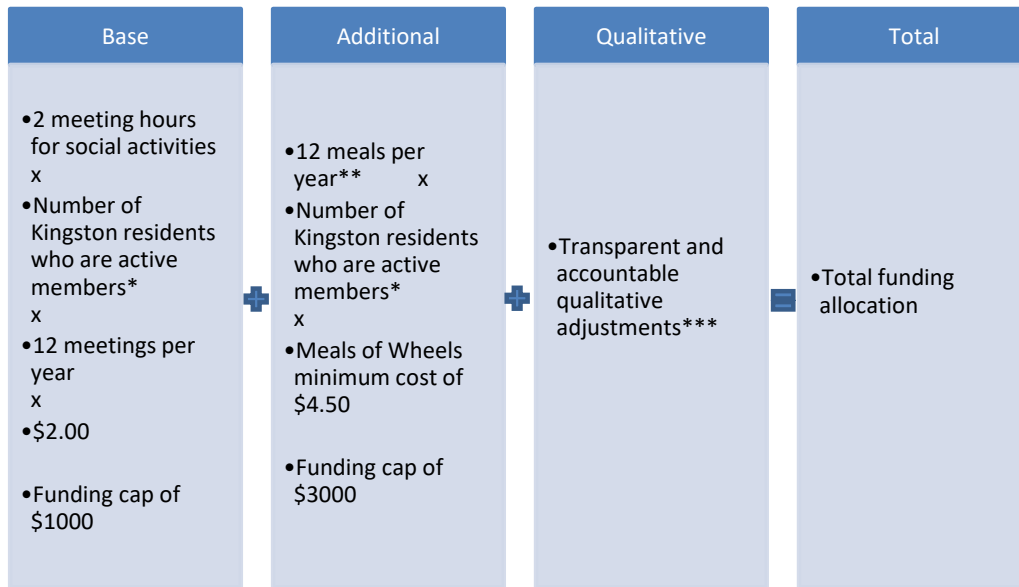 Base
•2 meeting hours
for social activities
x
•Number of
Kingston residents
who are active
members*
x
•12 meetings per
year
x
•$2.00
•Funding cap of
$1000
Additional
•12 meals per
year** x
•Number of
Kingston residents
who are active
members*
x
•Meals of Wheels
minimum cost of
$4.50
•Funding cap of
$3000
Qualitative
•Transparent and
accountable
qualitative
adjustments***
Total
•Total funding
allocation